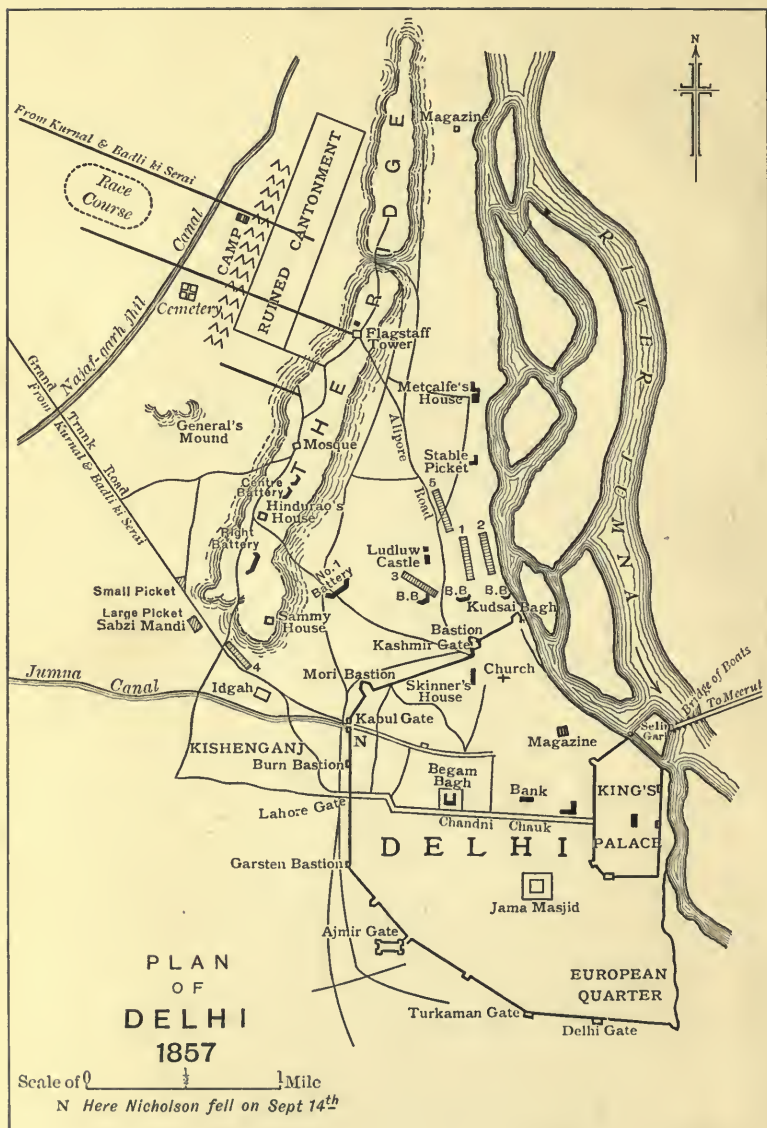 N
From Kurnal & Badli ki Serai
Race
Course
Canal
Najaf-garh Jhil
CAMP
RUINED CANTONMENT
Cemetery
THE RIDGE
Magazine
RIVER JUMNA
Flagstaff
Tower
Metcalfe's
House
Alipore
Road
Stable
Picket
Grand Trunk Road
From Kurnal & Badli ki Serai
General's
Mound
Mosque
Centre
Battery
Hindurao's
House
Right
Battery
No. 1
Battery
5
1
2
Ludluw
Castle
3
B.B
B.B
B.B
Kudsai Bagh
Small Picket
Large Picket
Sabzi Mandi
Sammy
House
4
Bastion
Kashmir Gate
Mori Bastion
Church
Skinner's
House
Jumna Canal
Idgah
Kabul Gate
N
Magazine
Bridge of Boats
To Meerut
Selim
Garh
KISHENGANJ
Burn Bastion
Begam
Bagh
Bank
KING'S
PALACE
Lahore Gate
Chandni Chauk
DELHI
Garsten Bastion
Jama Masjid
Ajmir Gate
EUROPEAN
QUARTER
Turkaman Gate
Delhi Gate
PLAN
OF
DELHI
1857
Scale of 0 ½ 1 Mile
N Here Nicholson fell on Sept 14th